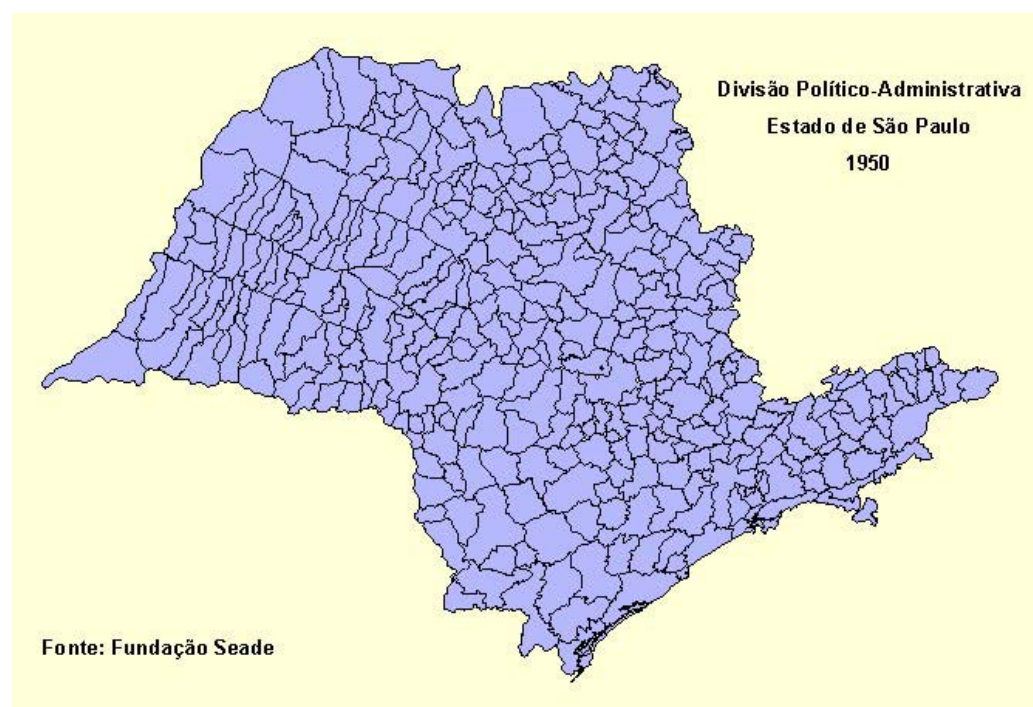 Divisão Político-Administrativa
Estado de São Paulo
1950
Fonte: Fundação Seade